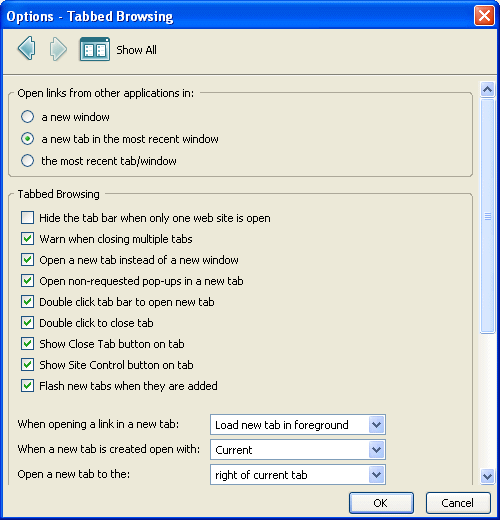 Options - Tabbed Browsing
Show All
Open links from other applications in:
a new window
a new tab in the most recent window
the most recent tab/window
Tabbed Browsing
Hide the tab bar when only one web site is open
Warn when closing multiple tabs
Open a new tab instead of a new window
Open non-requested pop-ups in a new tab
Double click tab bar to open new tab
Double click to close tab
Show Close Tab button on tab
Show Site Control button on tab
Flash new tabs when they are added
When opening a link in a new tab: Load new tab in foreground
When a new tab is created open with: Current
Open a new tab to the: right of current tab
OK Cancel